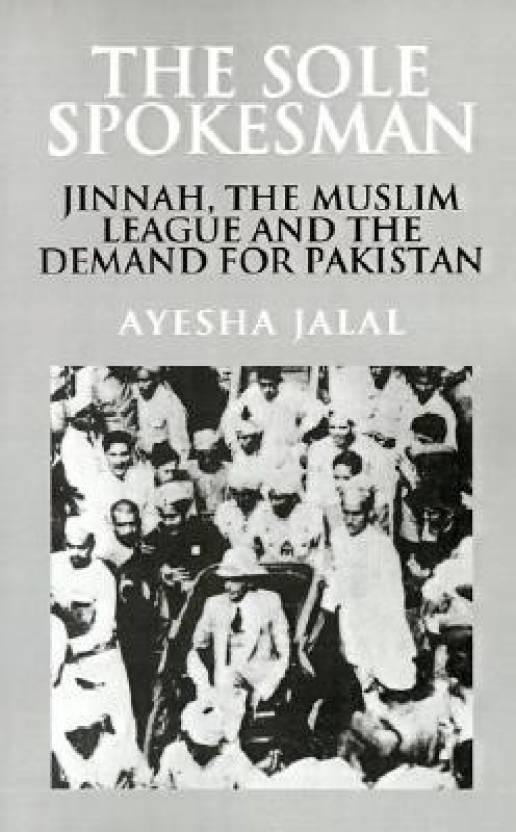 THE SOLE
SPOKESMAN
JINNAH, THE MUSLIM
LEAGUE AND THE
DEMAND FOR PAKISTAN
AYESHA JALAL